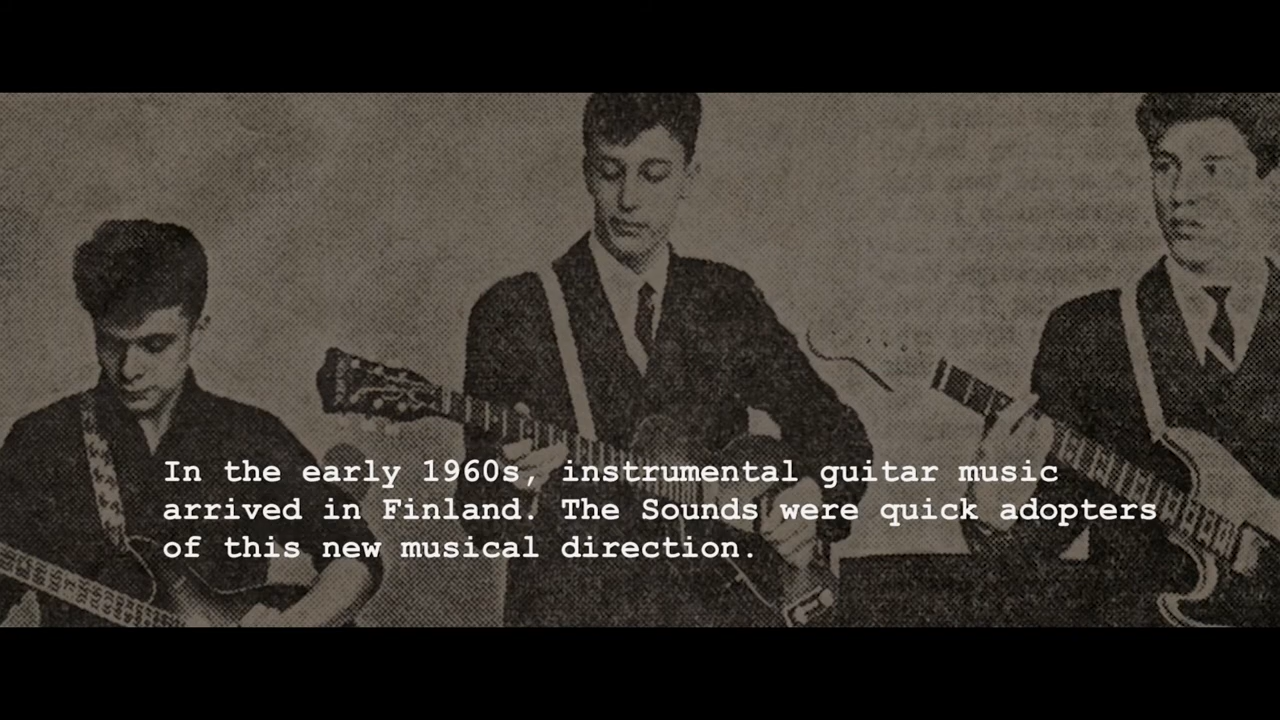 In the early 1960s, instrumental guitar music
arrived in Finland. The Sounds were quick adopters
of this new musical direction.